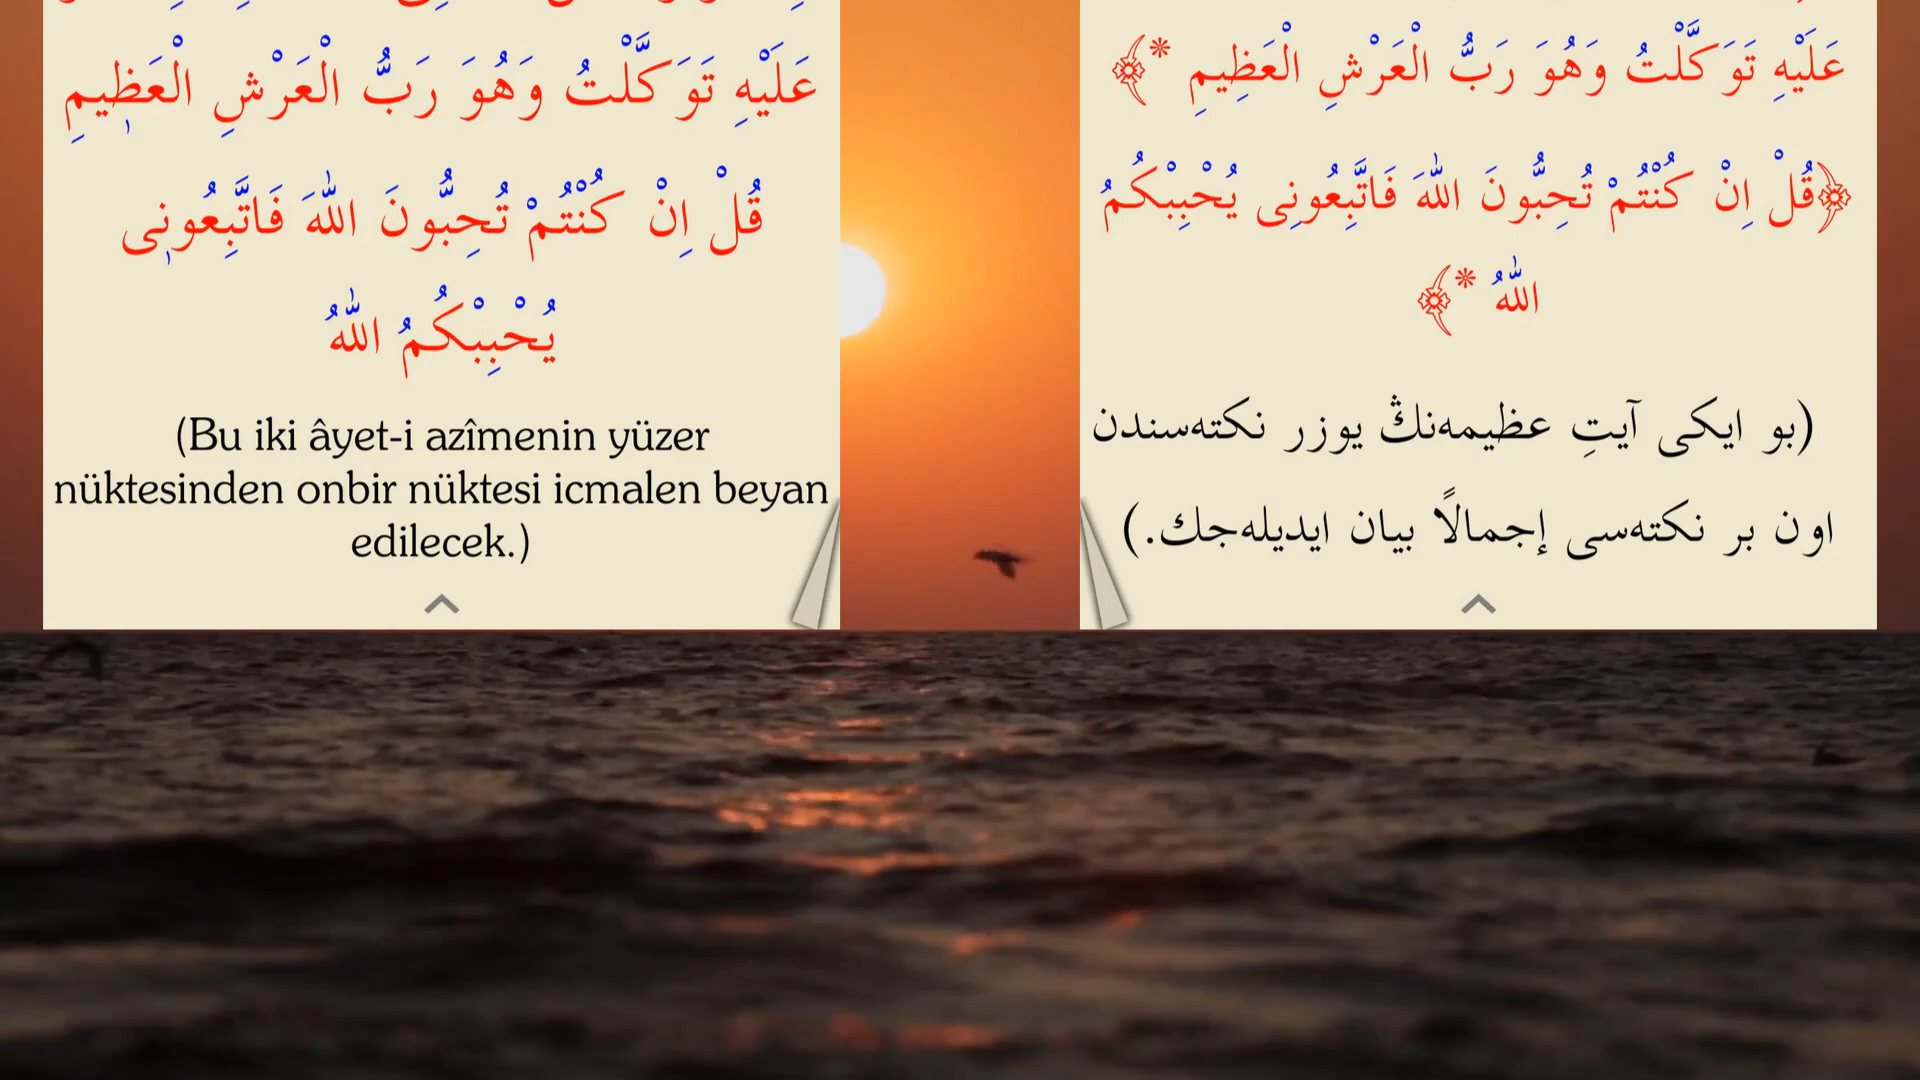 عَلَيْهِ تَوَكَّلْتُ وَهُوَ رَبُّ الْعَرْشِ الْعَظٖيمِ
قُلْ اِنْ كُنْتُمْ تُحِبُّونَ اللّٰهَ فَاتَّبِعُونٖى
يُحْبِبْكُمُ اللّٰهُ
(Bu iki âyet-i azîmenin yüzer
nüktesinden onbir nüktesi icmalen beyan
edilecek.)
عَلَيْهِ تَوَكَّلْتُ وَهُوَ رَبُّ الْعَرْشِ الْعَظِيمِ *﴾
﴿قُلْ اِنْ كُنْتُمْ تُحِبُّونَ اللّٰهَ فَاتَّبِعُونِى يُحْبِبْكُمُ
اللّٰهُ *﴾
(بو ايكى آيتِ عظيمه‌نڭ يوزر نكته‌سندن
اون بر نكته‌سى إجمالاً بيان ايديله‌جك.)